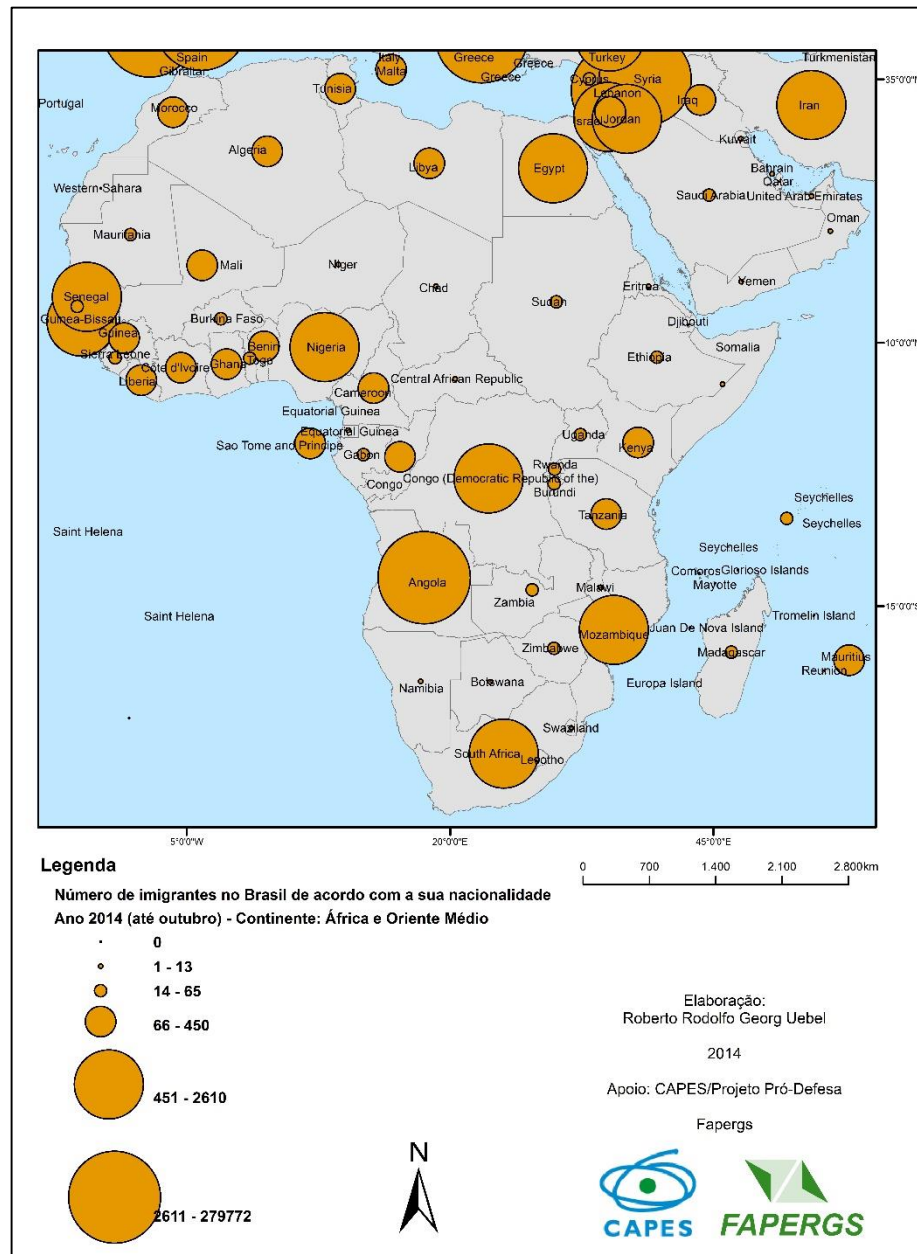 Spain
Gibraltar
Italy
Malta
Greece
Greece
Greece
Turkey
Turkmenistan
Cyprus
Syria
Lebanon
35°0'0"N
Portugal
Tunisia
Morocco
Iraq
Iran
Israel
Jordan
Algeria
Libya
Egypt
Kuwait
Bahrain
Qatar
Western Sahara
Saudi Arabia
United Arab Emirates
Oman
Mauritania
Mali
Niger
Chad
Sudan
Eritrea
Yemen
Senegal
Guinea-Bissau
Burkina Faso
Djibouti
Guinea
Benin
Nigeria
10°0'0"N
Sierra Leone
Togo
Ghana
Côte d'Ivoire
Ethiopia
Somalia
Liberia
Cameroon
Central African Republic
Equatorial Guinea
Equatorial Guinea
Sao Tome and Principe
Gabon
Uganda
Kenya
Congo
Congo (Democratic Republic of the)
Rwanda
Burundi
Seychelles
Seychelles
Tanzania
Saint Helena
Seychelles
Comoros
Glorioso Islands
Mayotte
Angola
Zambia
Malawi
15°0'0"S
Saint Helena
Tromelin Island
Mozambique
Juan De Nova Island
Zimbabwe
Madagascar
Mauritius
Reunion
Namibia
Botswana
Europa Island
Swaziland
South Africa
Lesotho
5°0'0"W
20°0'0"E
45°0'0"E
Legenda
0 700 1.400 2.100 2.800km
Número de imigrantes no Brasil de acordo com a sua nacionalidade
Ano 2014 (até outubro) - Continente: África e Oriente Médio
0
1 - 13
14 - 65
66 - 450
451 - 2610
2611 - 279772
Elaboração:
Roberto Rodolfo Georg Uebel
2014
Apoio: CAPES/Projeto Pró-Defesa
Fapergs
N
CAPES
FAPERGS